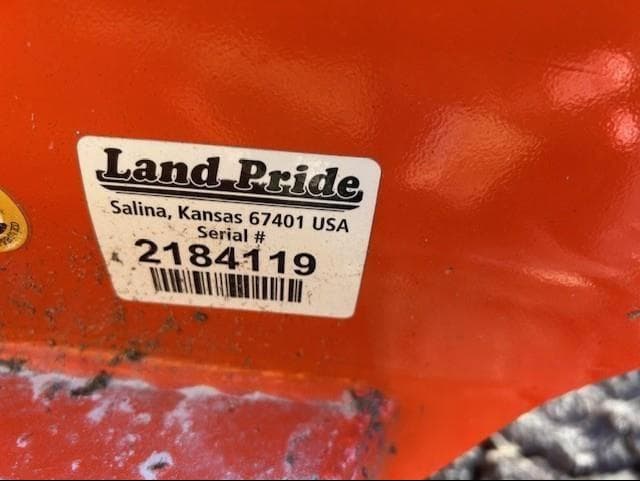 Land Pride
Salina, Kansas 67401 USA
Serial #
2184119